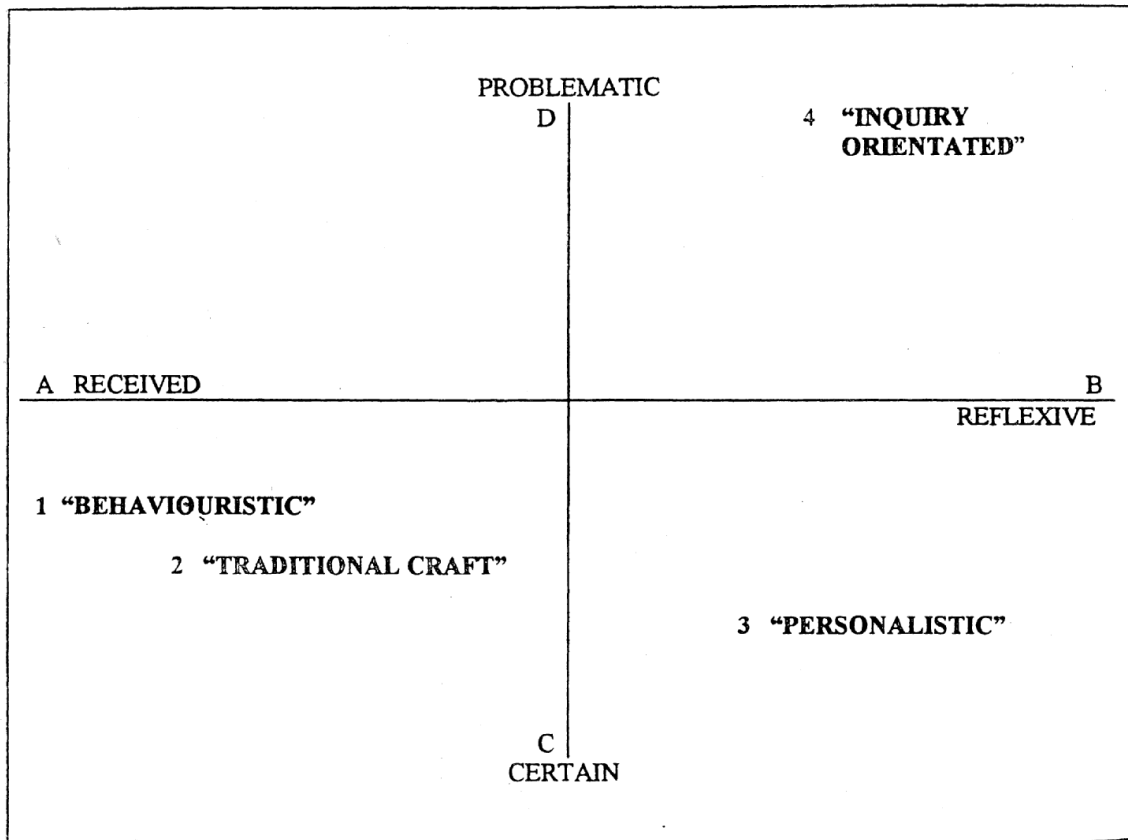 PROBLEMATIC
D
4 “INQUIRY
ORIENTATED”
A RECEIVED
B
REFLEXIVE
1 “BEHAVIOURISTIC”
2 “TRADITIONAL CRAFT”
3 “PERSONALISTIC”
C
CERTAIN